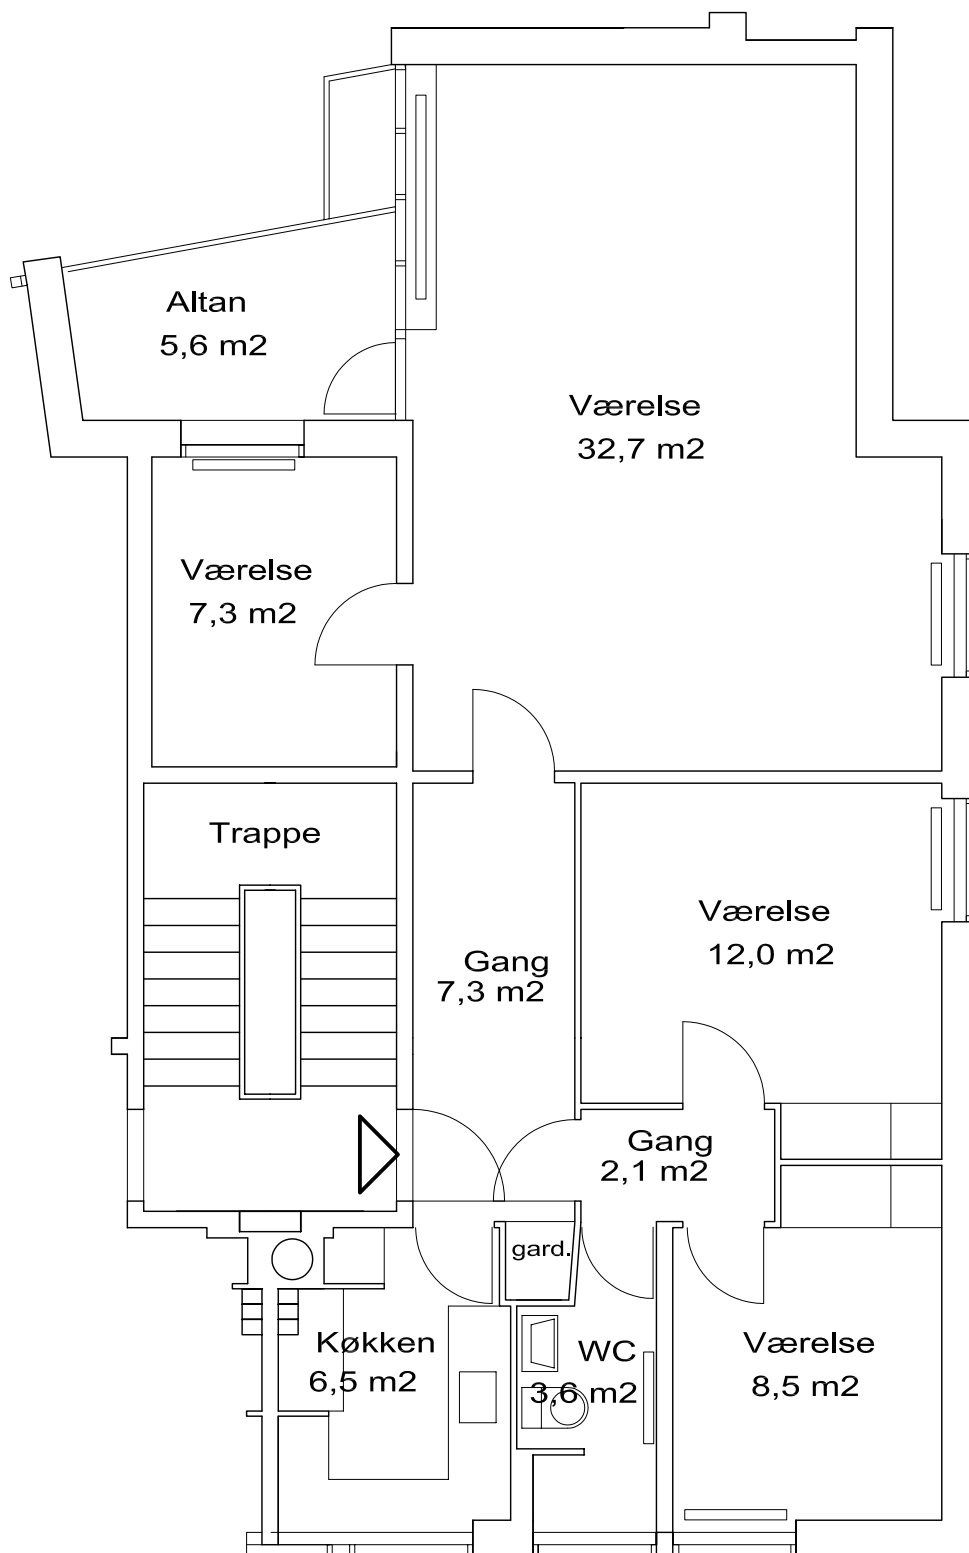 Altan
5,6 m2
Værelse
32,7 m2
Værelse
7,3 m2
Trappe
Værelse
12,0 m2
Gang
7,3 m2
Gang
2,1 m2
gard.
Køkken
6,5 m2
WC
3,6 m2
Værelse
8,5 m2